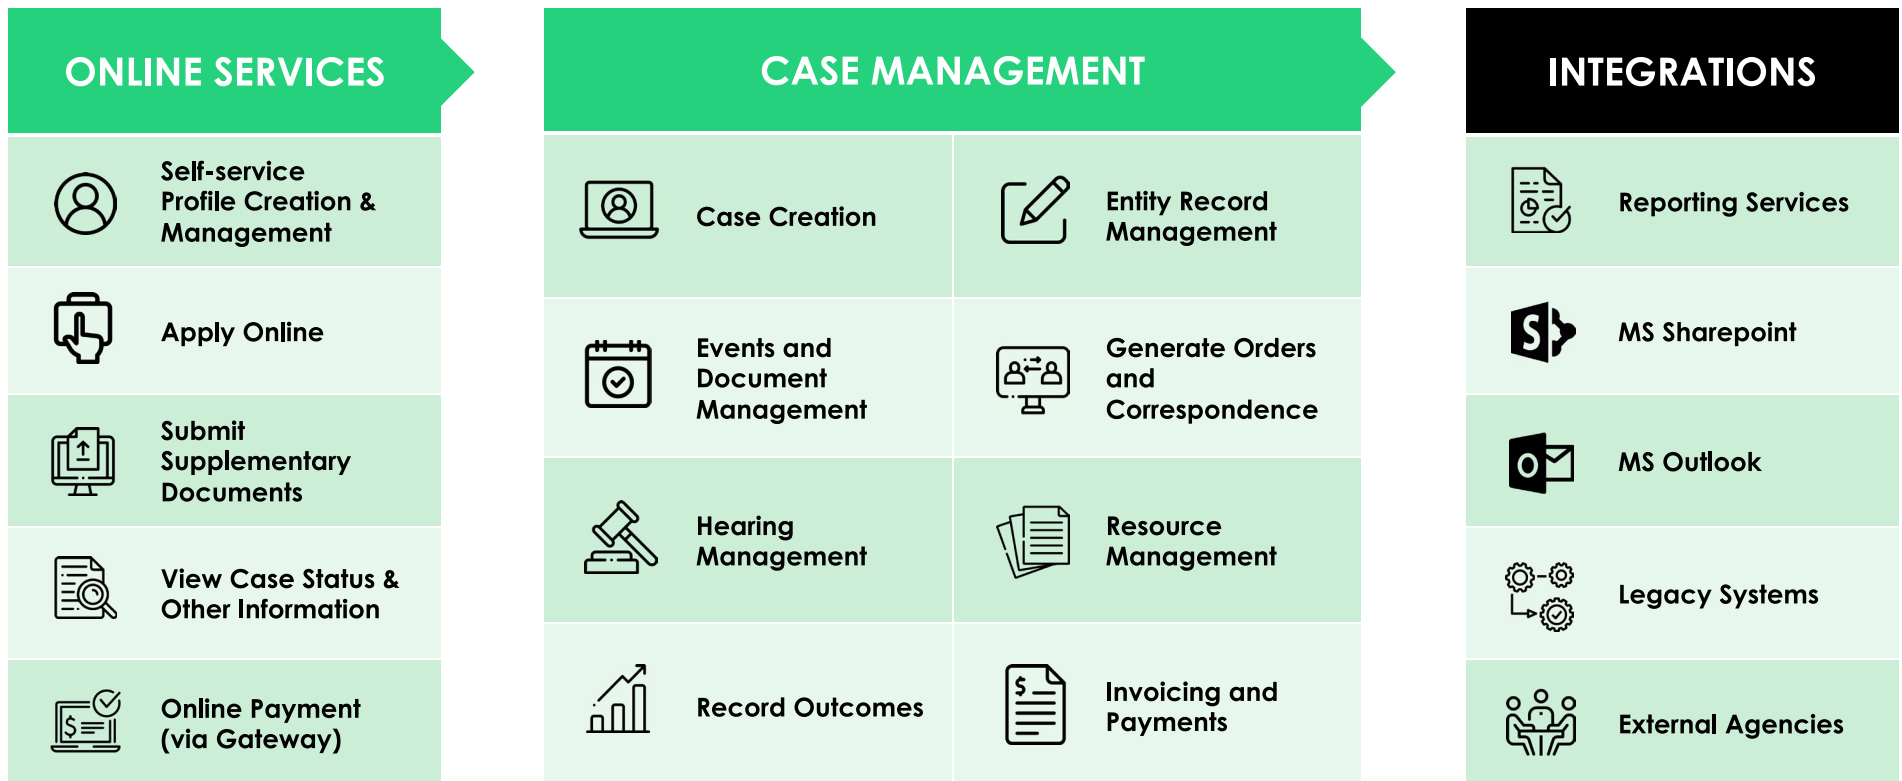 ONLINE SERVICES
Self-service
Profile Creation &
Management
Apply Online
Submit
Supplementary
Documents
View Case Status &
Other Information
$
Online Payment
(via Gateway)
CASE MANAGEMENT
Case Creation
Entity Record
Management
Events and
Document
Management
Generate Orders
and
Correspondence
Hearing
Management
Resource
Management
Record Outcomes
$
Invoicing and
Payments
INTEGRATIONS
Reporting Services
S
MS Sharepoint
O
MS Outlook
Legacy Systems
External Agencies